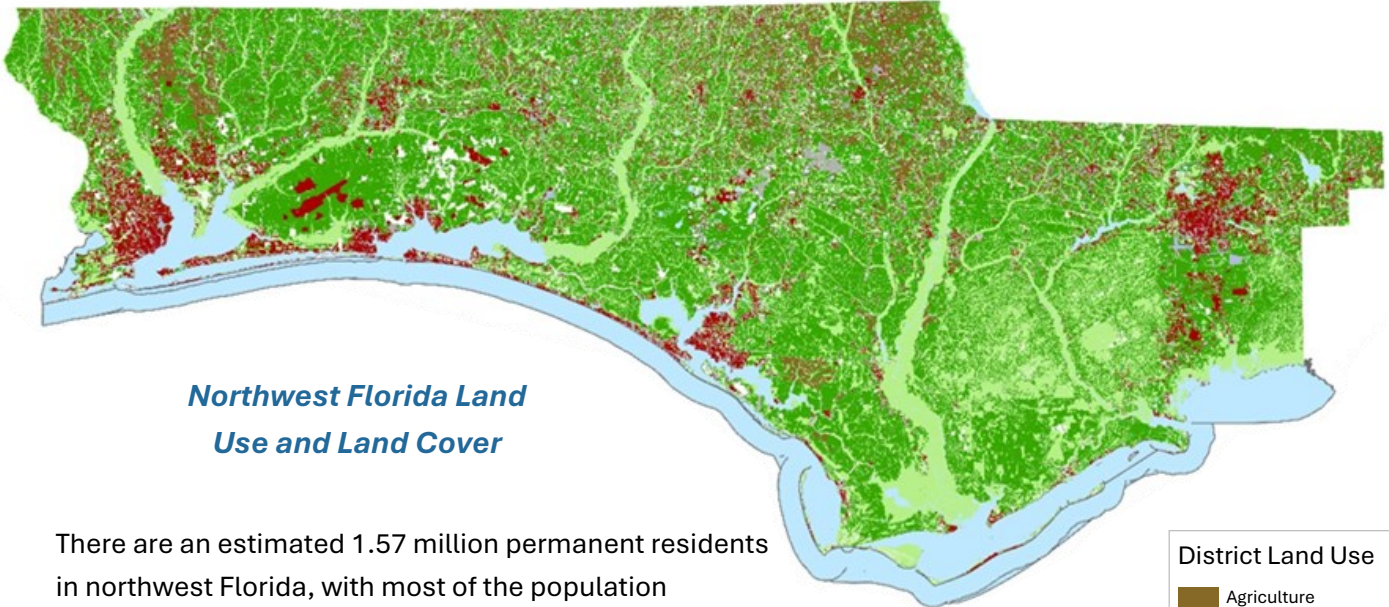 Northwest Florida Land
Use and Land Cover
There are an estimated 1.57 million permanent residents
in northwest Florida, with most of the population
District Land Use
Agriculture